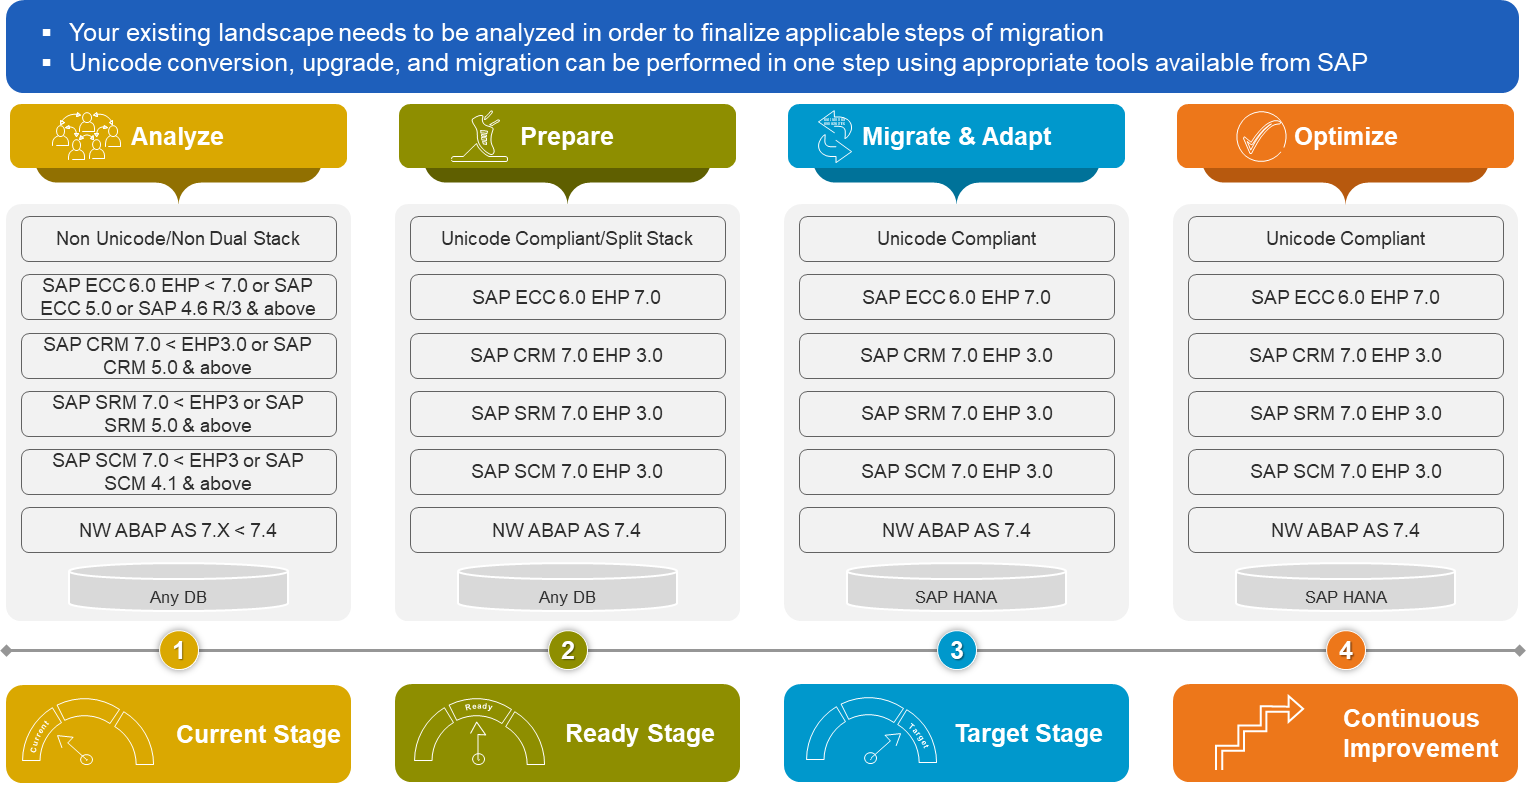 ▪ Your existing landscape needs to be analyzed in order to finalize applicable steps of migration
▪ Unicode conversion, upgrade, and migration can be performed in one step using appropriate tools available from SAP
Analyze
Non Unicode/Non Dual Stack
SAP ECC 6.0 EHP < 7.0 or SAP
ECC 5.0 or SAP 4.6 R/3 & above
SAP CRM 7.0 < EHP3.0 or SAP
CRM 5.0 & above
SAP SRM 7.0 < EHP3 or SAP
SRM 5.0 & above
SAP SCM 7.0 < EHP3 or SAP
SCM 4.1 & above
NW ABAP AS 7.X < 7.4
Any DB
1
Current
Current Stage
Prepare
Unicode Compliant/Split Stack
SAP ECC 6.0 EHP 7.0
SAP CRM 7.0 EHP 3.0
SAP SRM 7.0 EHP 3.0
SAP SCM 7.0 EHP 3.0
NW ABAP AS 7.4
Any DB
2
Ready
Ready Stage
Migrate & Adapt
Unicode Compliant
SAP ECC 6.0 EHP 7.0
SAP CRM 7.0 EHP 3.0
SAP SRM 7.0 EHP 3.0
SAP SCM 7.0 EHP 3.0
NW ABAP AS 7.4
SAP HANA
3
Target
Target Stage
Optimize
Unicode Compliant
SAP ECC 6.0 EHP 7.0
SAP CRM 7.0 EHP 3.0
SAP SRM 7.0 EHP 3.0
SAP SCM 7.0 EHP 3.0
NW ABAP AS 7.4
SAP HANA
4
Continuous
Improvement